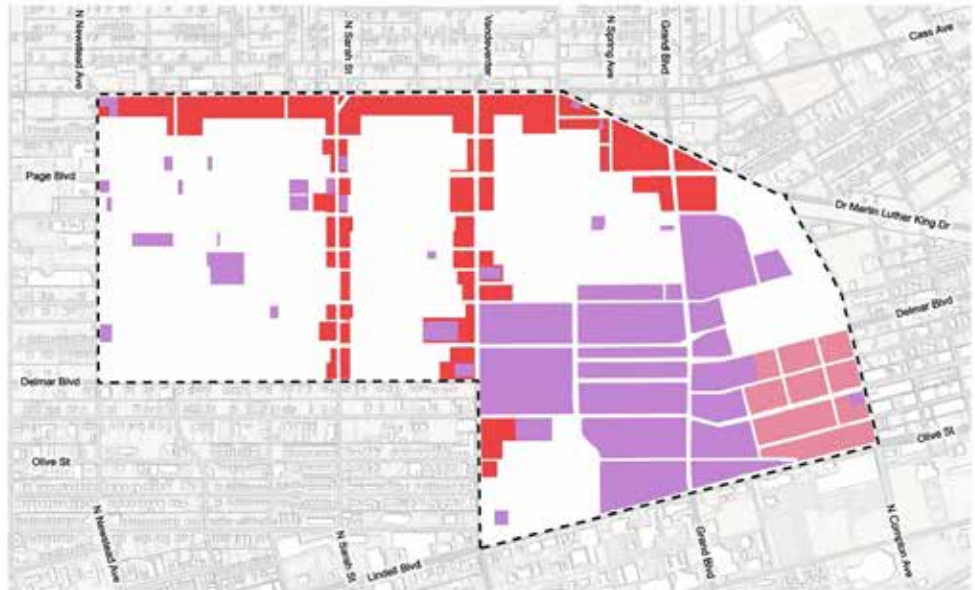 N Newstead Ave
N Sarah St
Vandeventer
N Spring Ave
Grand Blvd
Cass Ave
Page Blvd
Dr Martin Luther King Dr
Delmar Blvd
Delmar Blvd
Olive St
Olive St
N Newstead Ave
N Sarah St
Lindell Blvd
Grand Blvd
N Compton Ave